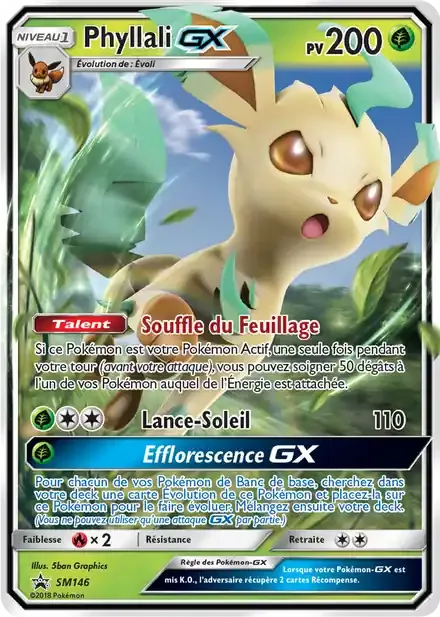 NIVEAU 1 Phyllali GX PV 200
Évolution de : Évoli
Talent Souffle du Feuillage
Si ce Pokémon est votre Pokémon Actif, une seule fois pendant
votre tour (avant votre attaque), vous pouvez soigner 50 dégâts à
l'un de vos Pokémon auquel de l'Énergie est attachée.
Lance-Soleil 110
Efflorescence GX
Pour chacun de vos Pokémon de Banc de base, cherchez dans
votre deck une carte Évolution de ce Pokémon et placez-la sur
ce Pokémon pour le faire évoluer. Mélangez ensuite votre deck.
(Vous ne pouvez utiliser qu'une attaque GX par partie.)
Faiblesse × 2 Résistance Retraite
Illus. 5ban Graphics
SM146
©2018 Pokémon
Règle des Pokémon-GX
Lorsque votre Pokémon-GX est
mis K.O., l'adversaire récupère 2 cartes Récompense.